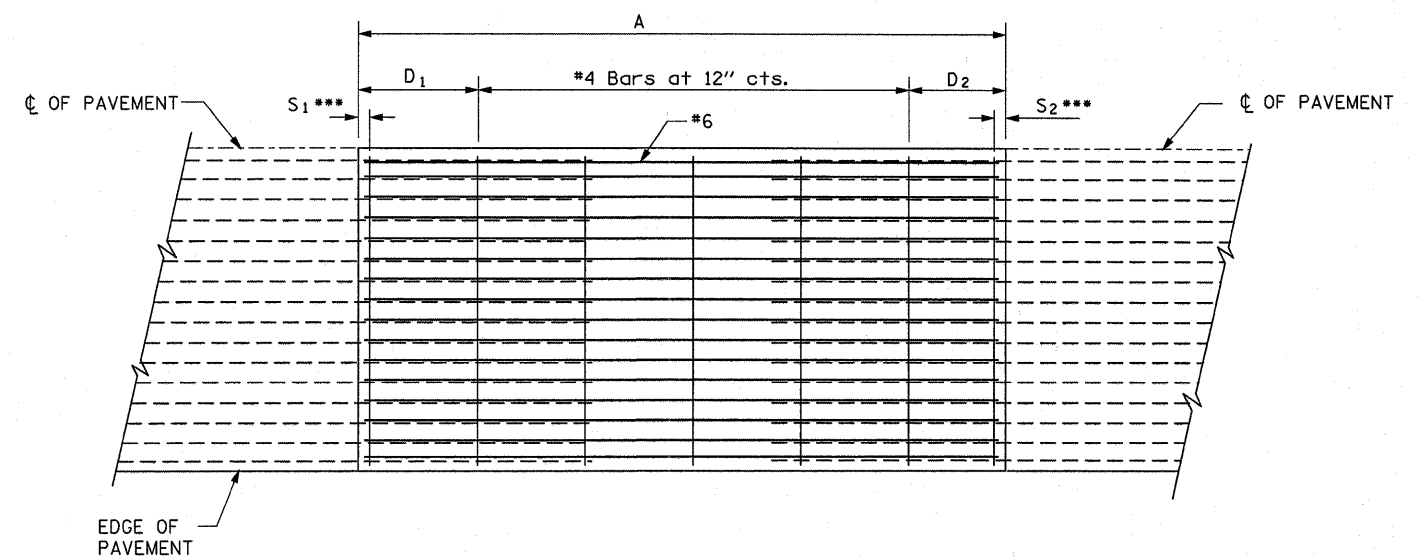 A
D1
#4 Bars at 12" cts.
D2
℄ OF PAVEMENT
S1***
#6
S2***
℄ OF PAVEMENT
EDGE OF
PAVEMENT